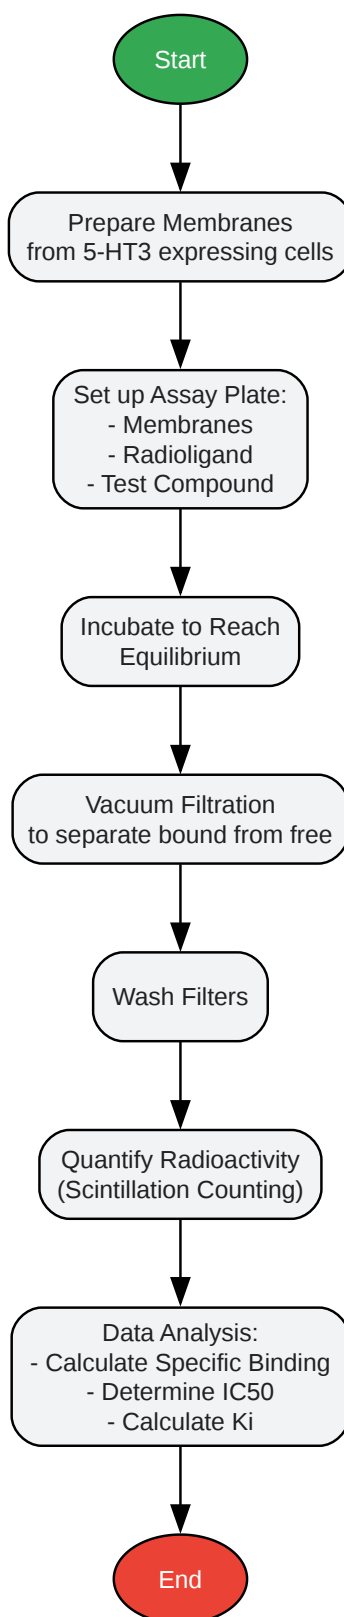 Start
Prepare Membranes
from 5-HT3 expressing cells
Set up Assay Plate:
- Membranes
- Radioligand
- Test Compound
Incubate to Reach
Equilibrium
Vacuum Filtration
to separate bound from free
Wash Filters
Quantify Radioactivity
(Scintillation Counting)
Data Analysis:
- Calculate Specific Binding
- Determine IC50
- Calculate Ki
End